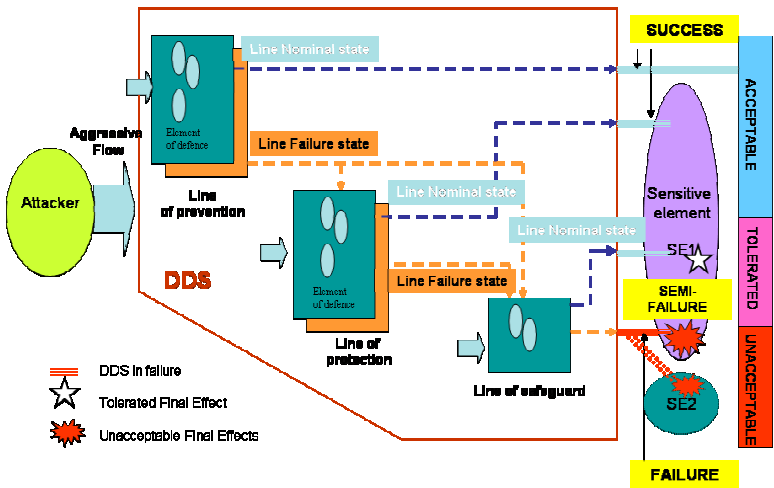 SUCCESS
Line Nominal state
ACCEPTABLE
Aggressive
Flow
Element
of defence
Line Failure state
Attacker
Line
of prevention
Line Nominal state
Sensitive
element
Line Nominal state
TOLERATED
SE1
DDS
Line Failure state
Element
of defence
SEMI-
FAILURE
Line of
protection
UNACCEPTABLE
DDS In failure
Line of safeguard
Tolerated Final Effect
SE2
Unacceptable Final Effects
FAILURE